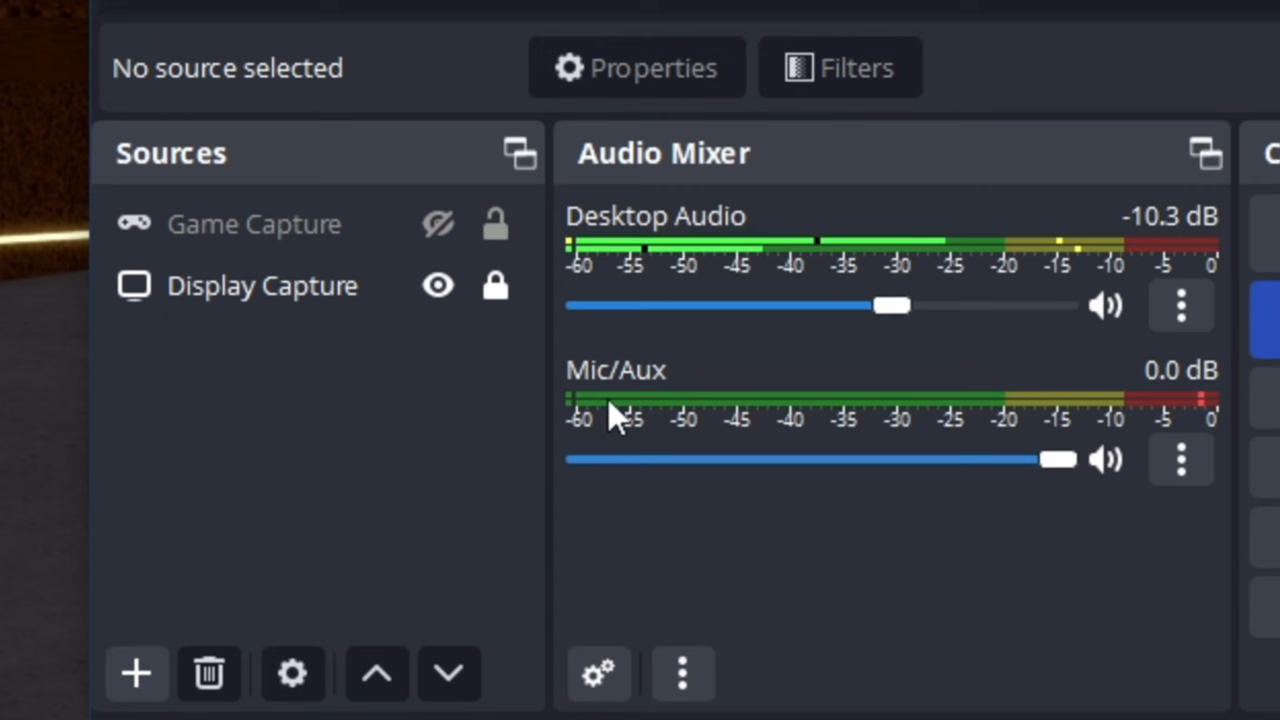 No source selected
Properties
Filters
Sources
Audio Mixer
Game Capture
Display Capture
Desktop Audio
-10.3 dB
-60 -55 -50 -45 -40 -35 -30 -25 -20 -15 -10 -5 0
Mic/Aux
0.0 dB
-60 -55 -50 -45 -40 -35 -30 -25 -20 -15 -10 -5 0